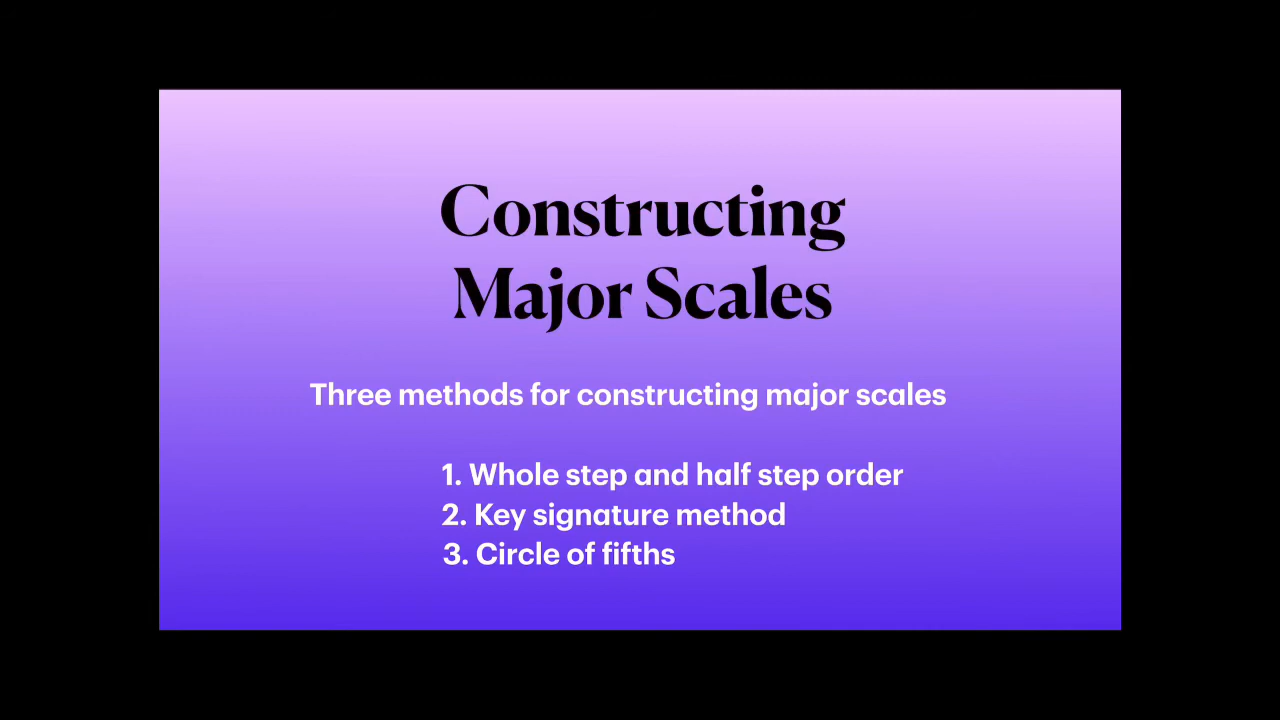 Constructing
Major Scales
Three methods for constructing major scales
1. Whole step and half step order
2. Key signature method
3. Circle of fifths